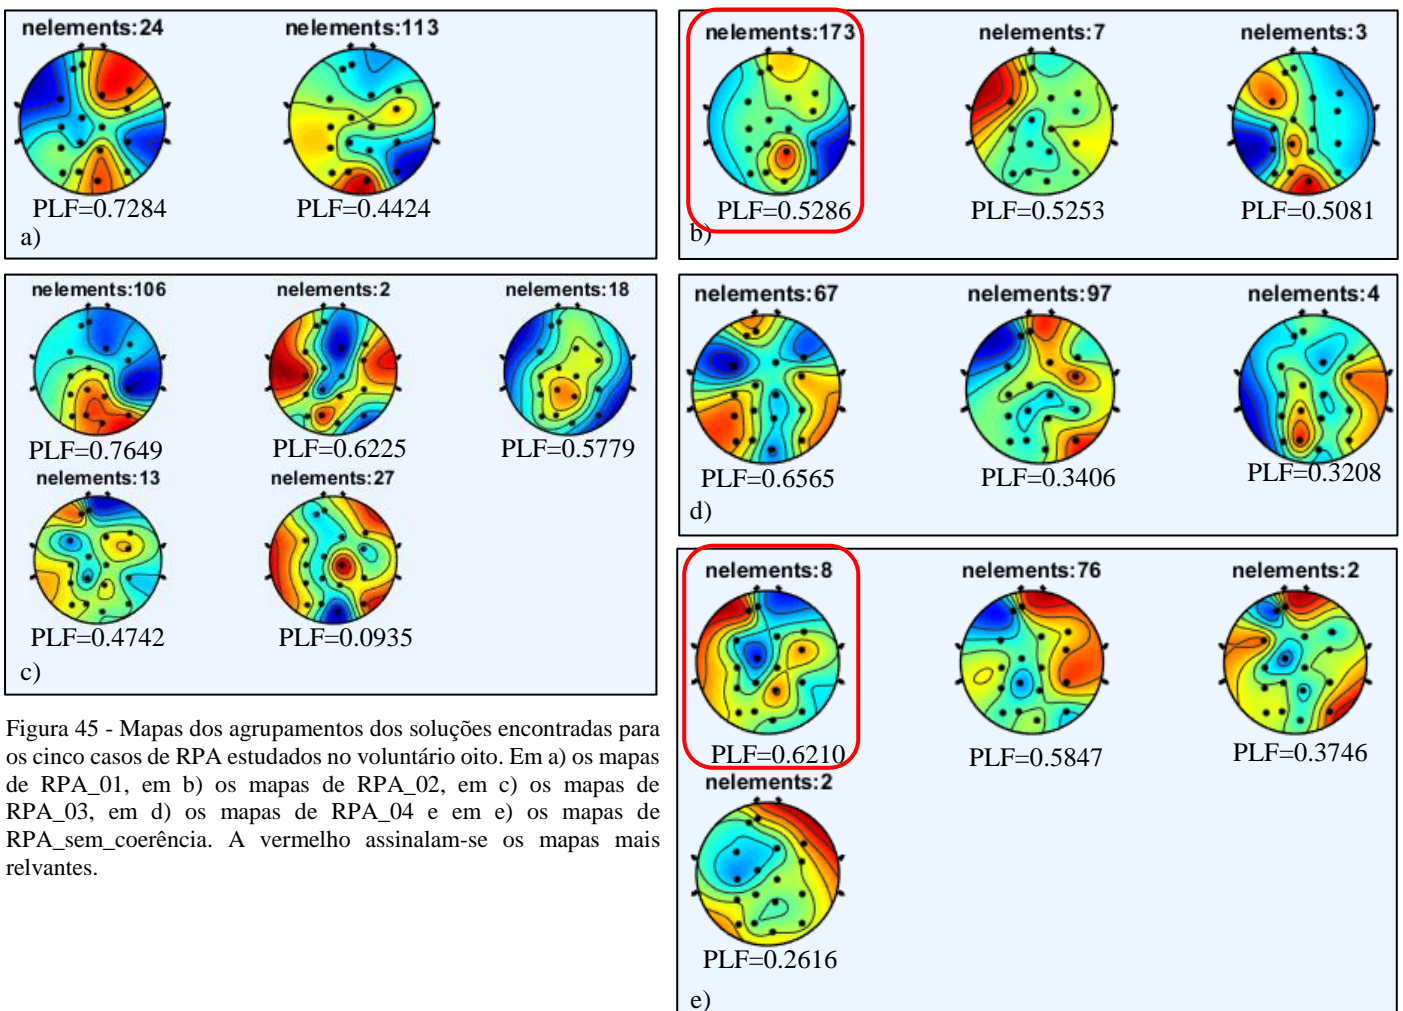 nelements:24 nelements:113
PLF=0.7284 PLF=0.4424
a)
nelements:173 nelements:7 nelements:3
PLF=0.5286 PLF=0.5253 PLF=0.5081
b)
nelements:106 nelements:2 nelements:18
PLF=0.7649 PLF=0.6225 PLF=0.5779
nelements:13 nelements:27
PLF=0.4742 PLF=0.0935
c)
nelements:67 nelements:97 nelements:4
PLF=0.6565 PLF=0.3406 PLF=0.3208
d)
nelements:8 nelements:76 nelements:2
PLF=0.6210 PLF=0.5847 PLF=0.3746
nelements:2
PLF=0.2616
e)
Figura 45 - Mapas dos agrupamentos dos soluções encontradas para
os cinco casos de RPA estudados no voluntário oito. Em a) os mapas
de RPA_01, em b) os mapas de RPA_02, em c) os mapas de
RPA_03, em d) os mapas de RPA_04 e em e) os mapas de
RPA_sem_coerência. A vermelho assinalam-se os mapas mais
relvantes.